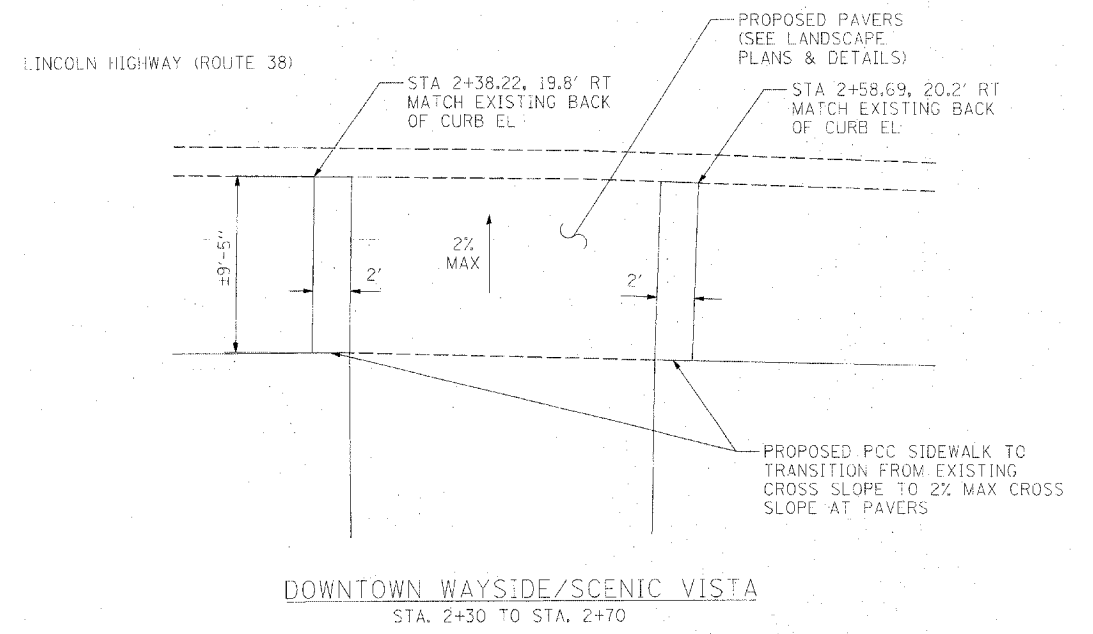 PROPOSED PAVERS
(SEE LANDSCAPE
PLANS & DETAILS)
LINCOLN HIGHWAY (ROUTE 38)
STA 2+38.22, 19.8' RT
MATCH EXISTING BACK
OF CURB EL
STA 2+58.69, 20.2' RT
MATCH EXISTING BACK
OF CURB EL
±9'-5"
2'
2%
MAX
2'
PROPOSED PCC SIDEWALK TO
TRANSITION FROM EXISTING
CROSS SLOPE TO 2% MAX CROSS
SLOPE AT PAVERS
DOWNTOWN WAYSIDE/SCENIC VISTA
STA. 2+30 TO STA. 2+70